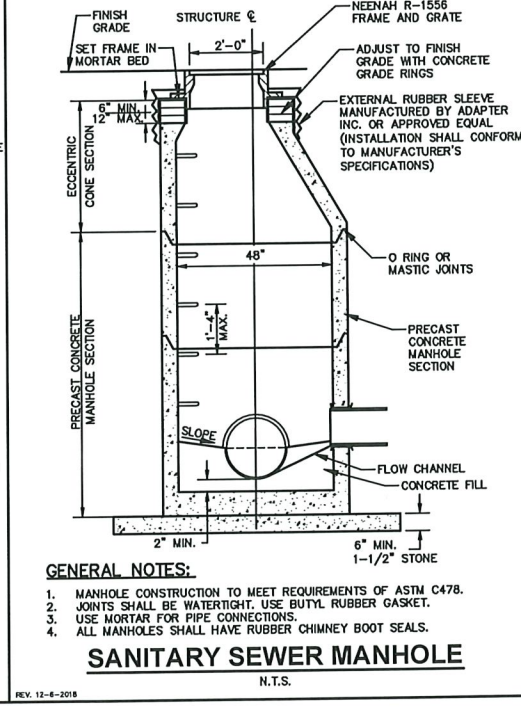 FINISH
GRADE
STRUCTURE ℄
NEENAH R-1556
FRAME AND GRATE
2'-0"
SET FRAME IN
MORTAR BED
ADJUST TO FINISH
GRADE WITH CONCRETE
GRADE RINGS
6" MIN.
12" MAX.
EXTERNAL RUBBER SLEEVE
MANUFACTURED BY ADAPTER
INC. OR APPROVED EQUAL
(INSTALLATION SHALL CONFORM
TO MANUFACTURER'S
SPECIFICATIONS)
ECCENTRIC
CONE SECTION
48"
O RING OR
MASTIC JOINTS
1'-4"
MAX.
PRECAST CONCRETE
MANHOLE SECTION
PRECAST
CONCRETE
MANHOLE
SECTION
SLOPE
FLOW CHANNEL
CONCRETE FILL
2" MIN.
6" MIN.
1-1/2" STONE
GENERAL NOTES:
1. MANHOLE CONSTRUCTION TO MEET REQUIREMENTS OF ASTM C478.
2. JOINTS SHALL BE WATERTIGHT. USE BUTYL RUBBER GASKET.
3. USE MORTAR FOR PIPE CONNECTIONS.
4. ALL MANHOLES SHALL HAVE RUBBER CHIMNEY BOOT SEALS.
SANITARY SEWER MANHOLE
N.T.S.
REV. 12-6-2018